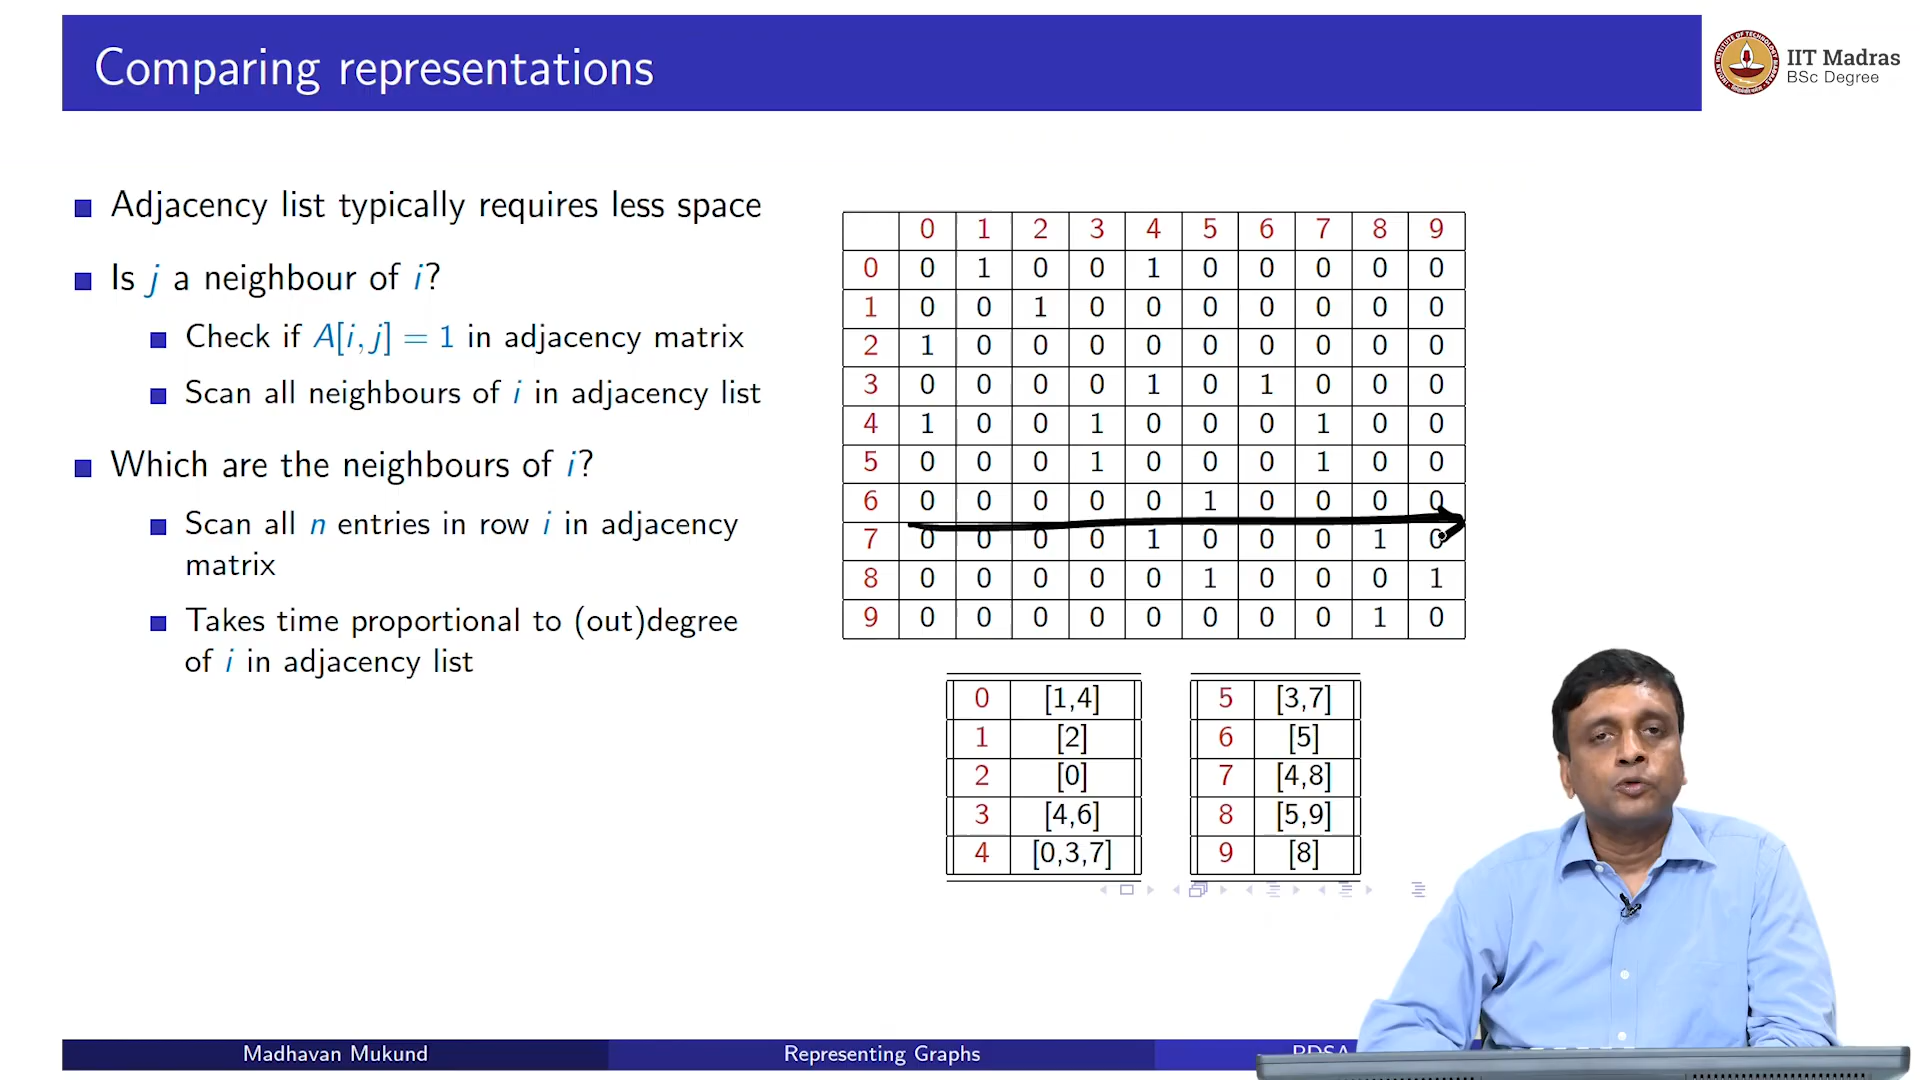 Comparing representations
IIT Madras
BSc Degree
Adjacency list typically requires less space
Is j a neighbour of i?
Check if A[i, j] = 1 in adjacency matrix
Scan all neighbours of i in adjacency list
Which are the neighbours of i?
Scan all n entries in row i in adjacency
matrix
Takes time proportional to (out)degree
of i in adjacency list
0 1 2 3 4 5 6 7 8 9
0 0 1 0 0 1 0 0 0 0 0
1 0 0 1 0 0 0 0 0 0 0
2 1 0 0 0 0 0 0 0 0 0
3 0 0 0 0 1 0 1 0 0 0
4 1 0 0 1 0 0 0 1 0 0
5 0 0 0 1 0 0 0 1 0 0
6 0 0 0 0 0 1 0 0 0 0
7 0 0 0 0 1 0 0 0 1 0
8 0 0 0 0 0 1 0 0 0 1
9 0 0 0 0 0 0 0 0 1 0
0 [1,4]
1 [2]
2 [0]
3 [4,6]
4 [0,3,7]
5 [3,7]
6 [5]
7 [4,8]
8 [5,9]
9 [8]
Madhavan Mukund
Representing Graphs